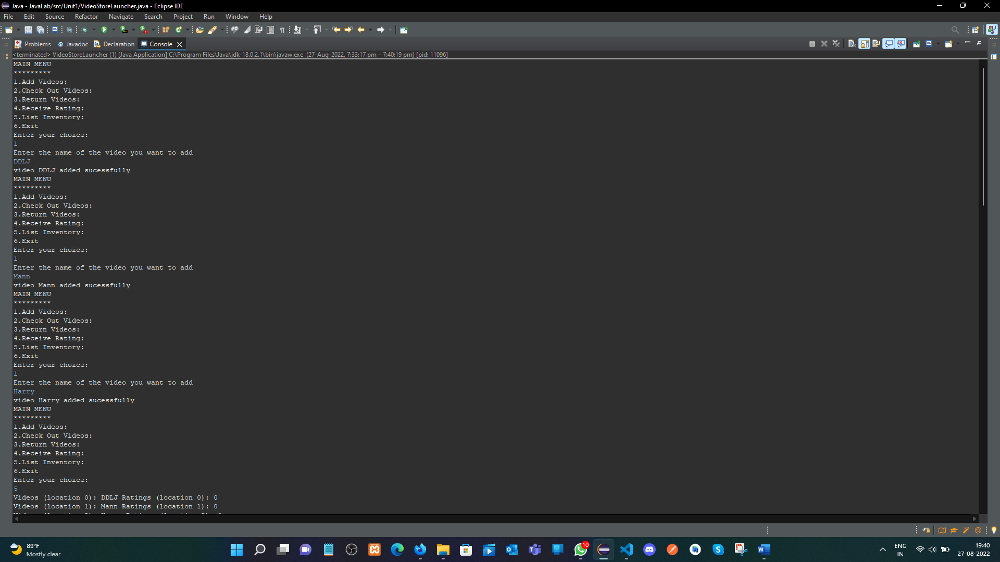 Java - JavaLab/src/Unit1/VideoStoreLauncher.java - Eclipse IDE
File Edit Source Refactor Navigate Search Project Run Window Help
Problems Javadoc Declaration Console
<terminated> VideoStoreLauncher (1) [Java Application] C:\Program Files\Java\jdk-18.0.2.1\bin\javaw.exe (27-Aug-2022, 7:33:17 pm – 7:40:19 pm) [pid: 11096]
MAIN MENU
*********
1.Add Videos:
2.Check Out Videos:
3.Return Videos:
4.Receive Rating:
5.List Inventory:
6.Exit
Enter your choice:
1
Enter the name of the video you want to add
DDLJ
video DDLJ added sucessfully
MAIN MENU
*********
1.Add Videos:
2.Check Out Videos:
3.Return Videos:
4.Receive Rating:
5.List Inventory:
6.Exit
Enter your choice:
1
Enter the name of the video you want to add
Mann
video Mann added sucessfully
MAIN MENU
*********
1.Add Videos:
2.Check Out Videos:
3.Return Videos:
4.Receive Rating:
5.List Inventory:
6.Exit
Enter your choice:
1
Enter the name of the video you want to add
Harry
video Harry added sucessfully
MAIN MENU
*********
1.Add Videos:
2.Check Out Videos:
3.Return Videos:
4.Receive Rating:
5.List Inventory:
6.Exit
Enter your choice:
5
Videos (location 0): DDLJ Ratings (location 0): 0
Videos (location 1): Mann Ratings (location 1): 0
89°F
Mostly clear
10
ENG
IN
19:40
27-08-2022